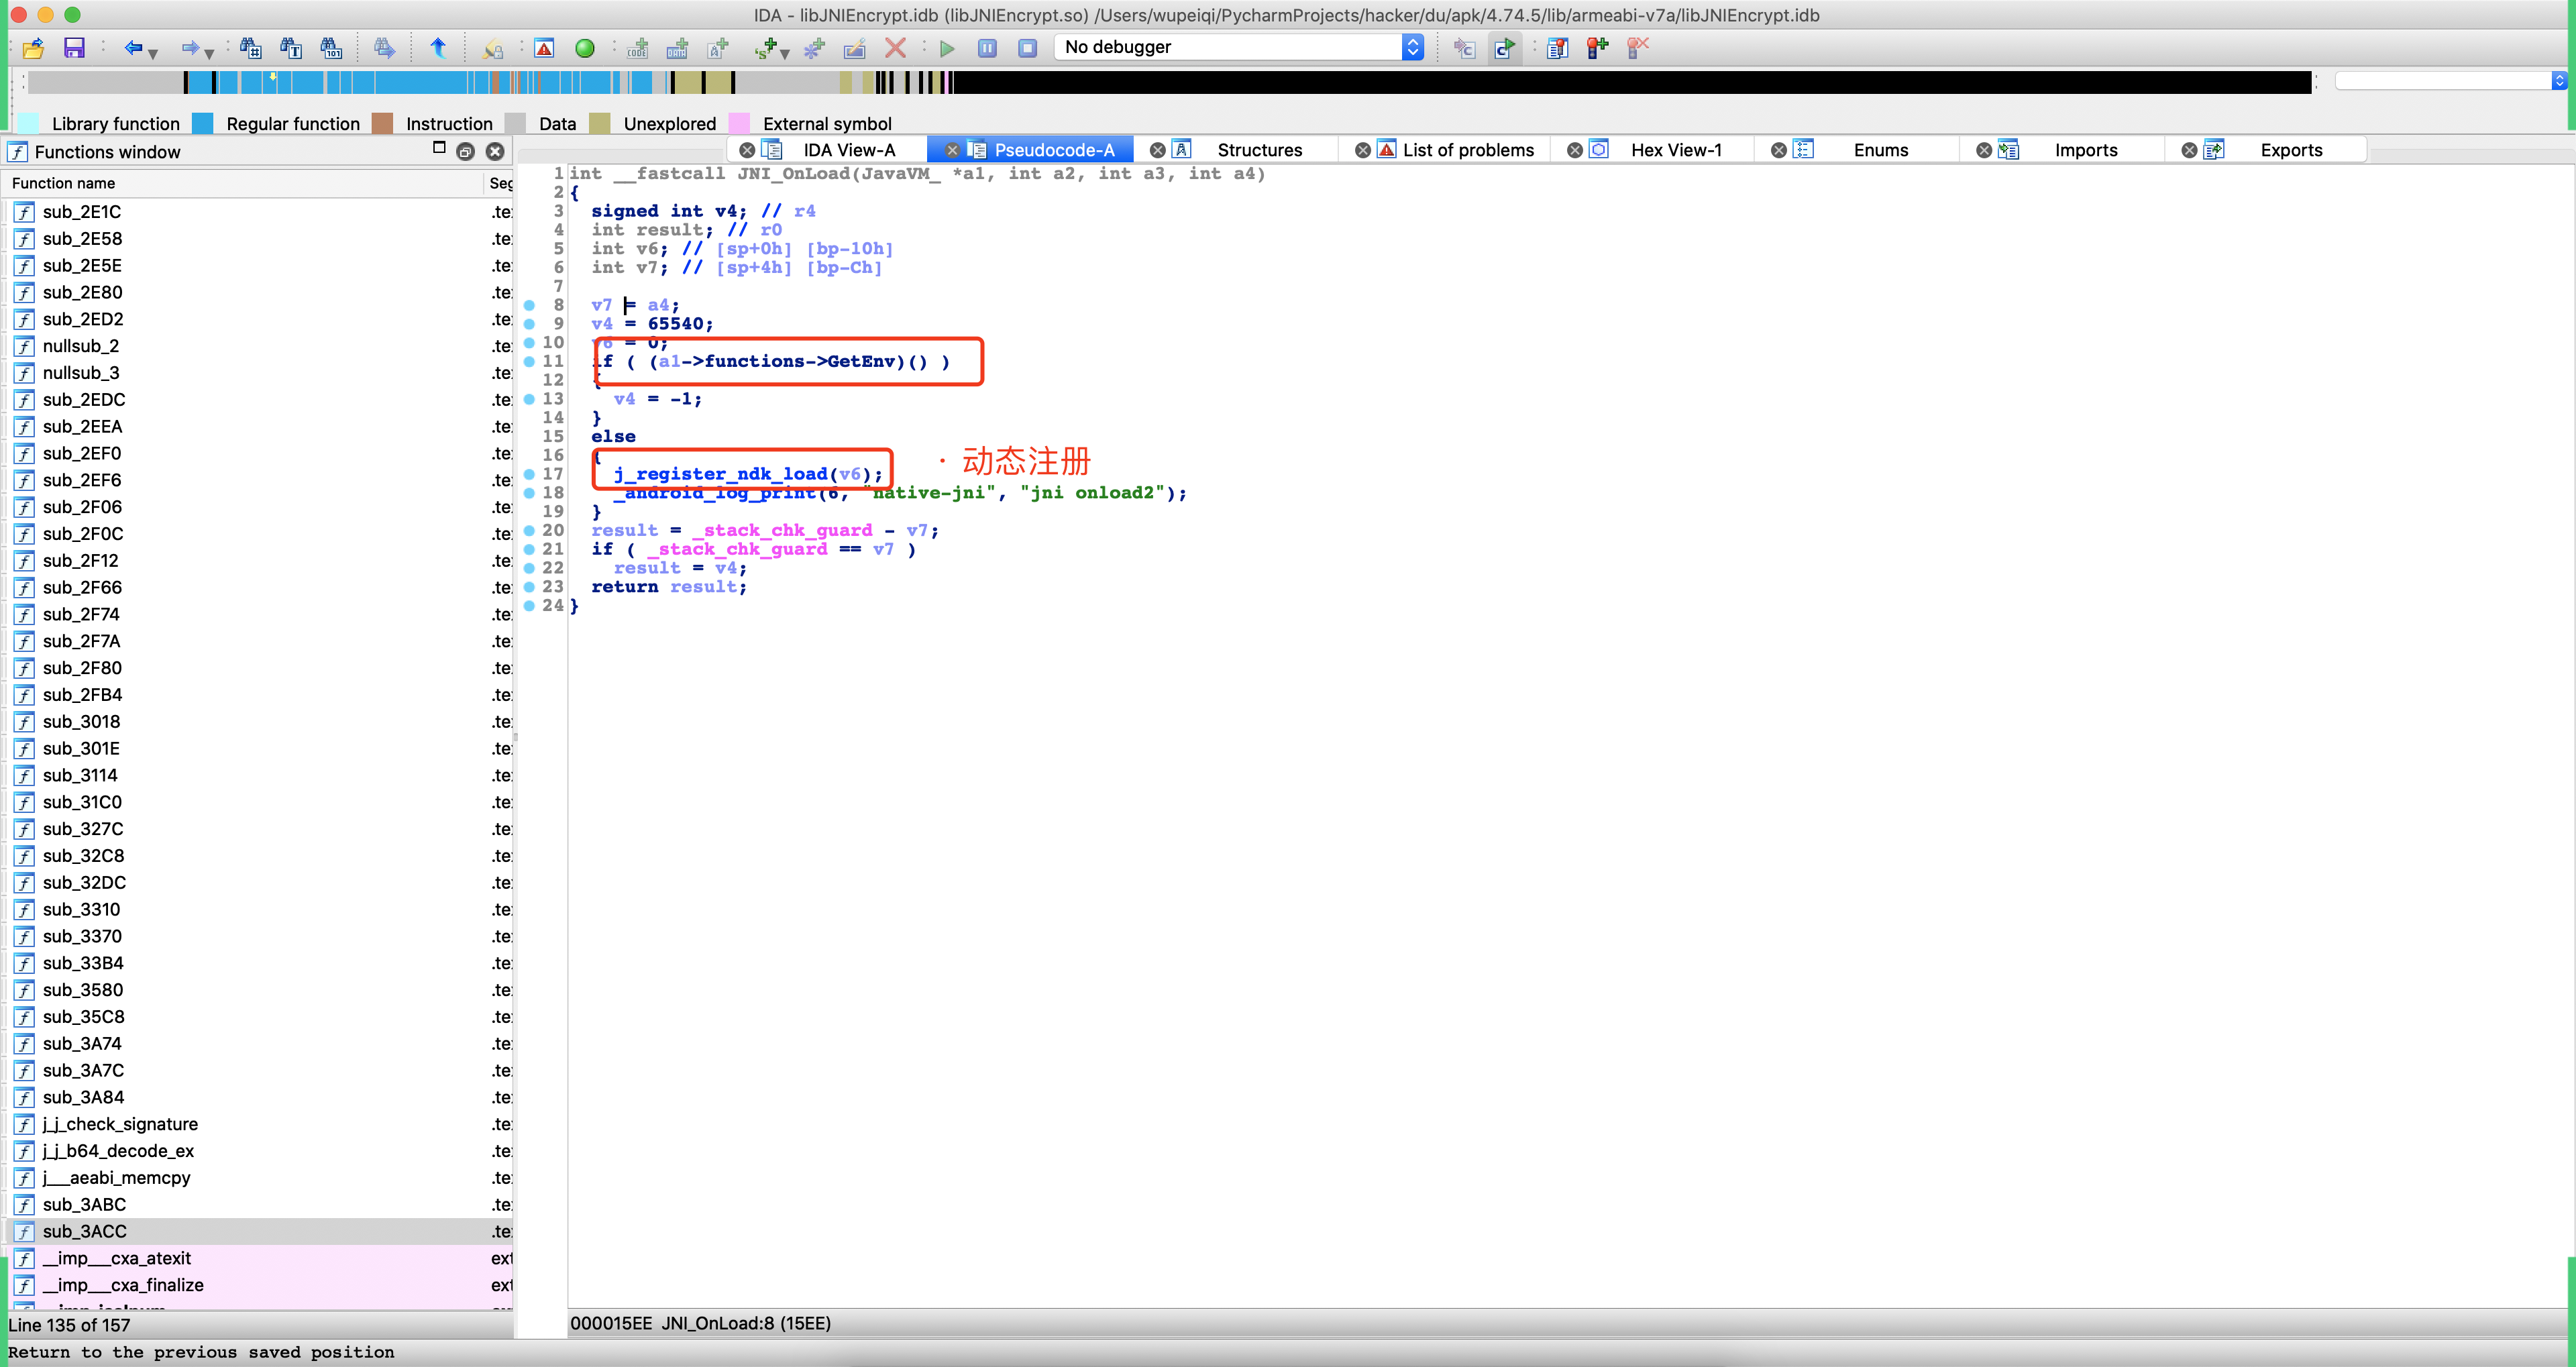 IDA - libJNIEncrypt.idb (libJNIEncrypt.so) /Users/wupeiqi/PycharmProjects/hacker/du/apk/4.74.5/lib/armeabi-v7a/libJNIEncrypt.idb
No debugger
Library function Regular function Instruction Data Unexplored External symbol
Functions window
IDA View-A Pseudocode-A Structures List of problems Hex View-1 Enums Imports Exports
Function name Seg
sub_2E1C .te
sub_2E58 .te
sub_2E5E .te
sub_2E80 .te
sub_2ED2 .te
nullsub_2 .te
nullsub_3 .te
sub_2EDC .te
sub_2EEA .te
sub_2EF0 .te
sub_2EF6 .te
sub_2F06 .te
sub_2F0C .te
sub_2F12 .te
sub_2F66 .te
sub_2F74 .te
sub_2F7A .te
sub_2F80 .te
sub_2FB4 .te
sub_3018 .te
sub_301E .te
sub_3114 .te
sub_31C0 .te
sub_327C .te
sub_32C8 .te
sub_32DC .te
sub_3310 .te
sub_3370 .te
sub_33B4 .te
sub_3580 .te
sub_35C8 .te
sub_3A74 .te
sub_3A7C .te
sub_3A84 .te
j_j_check_signature .te
j_j_b64_decode_ex .te
j___aeabi_memcpy .te
sub_3ABC .te
sub_3ACC .te
__imp___cxa_atexit ext
__imp___cxa_finalize ext
Line 135 of 157
1 int __fastcall JNI_OnLoad(JavaVM_ *a1, int a2, int a3, int a4)
2 {
3 signed int v4; // r4
4 int result; // r0
5 int v6; // [sp+0h] [bp-10h]
6 int v7; // [sp+4h] [bp-Ch]
7
8 v7 = a4;
9 v4 = 65540;
10 v6 = 0;
11 if ( (a1->functions->GetEnv)() )
12 {
13 v4 = -1;
14 }
15 else
16 {
17 j_register_ndk_load(v6);
· 动态注册
18 _android_log_print(6, "native-jni", "jni onload2");
19 }
20 result = _stack_chk_guard - v7;
21 if ( _stack_chk_guard == v7 )
22 result = v4;
23 return result;
24 }
000015EE JNI_OnLoad:8 (15EE)
Return to the previous saved position